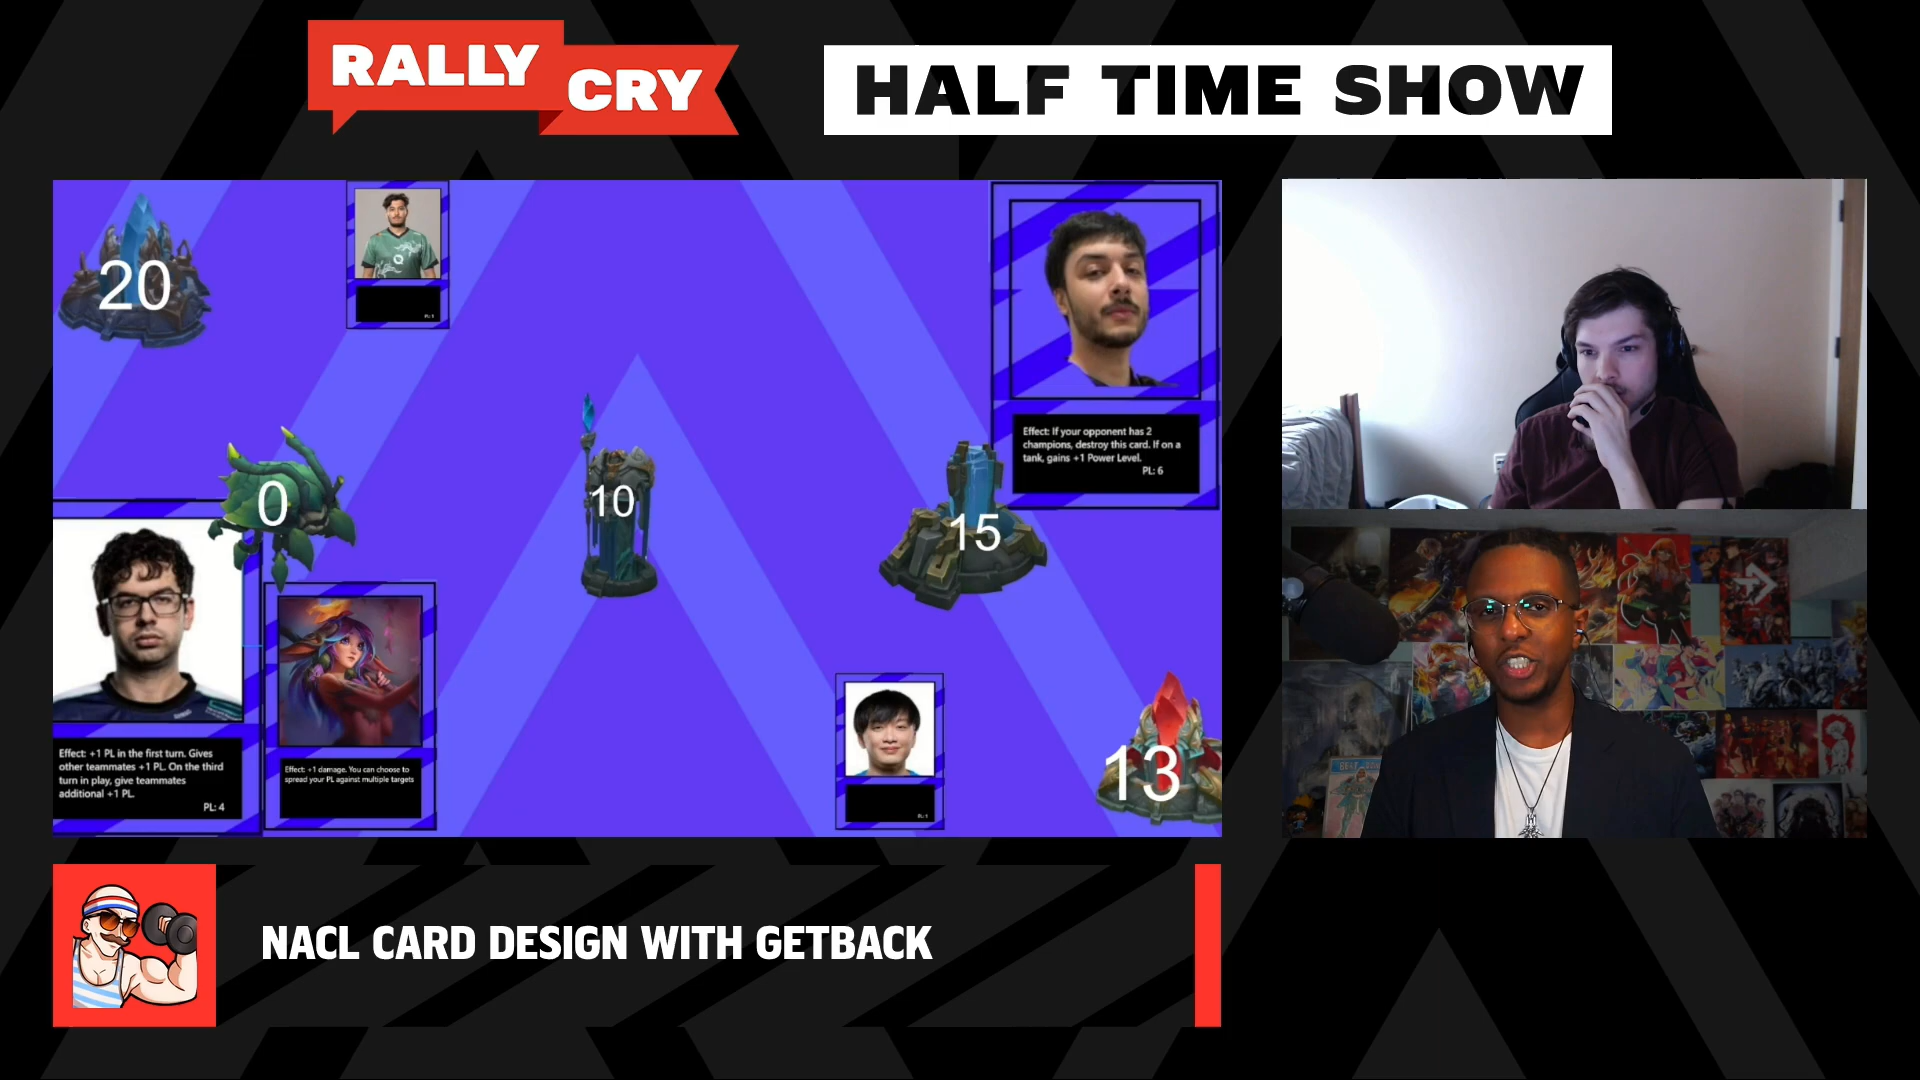 RALLY
CRY
HALF TIME SHOW
20
PL: 1
Effect: If your opponent has 2
champions, destroy this card. If on a
tank, gains +1 Power Level.
PL: 6
0
10
15
Effect: +1 PL in the first turn. Gives
other teammates +1 PL. On the third
turn in play, give teammates
additional +1 PL.
PL: 4
Effect: +1 damage. You can choose to
spread your PL against multiple targets
13
NACL CARD DESIGN WITH GETBACK